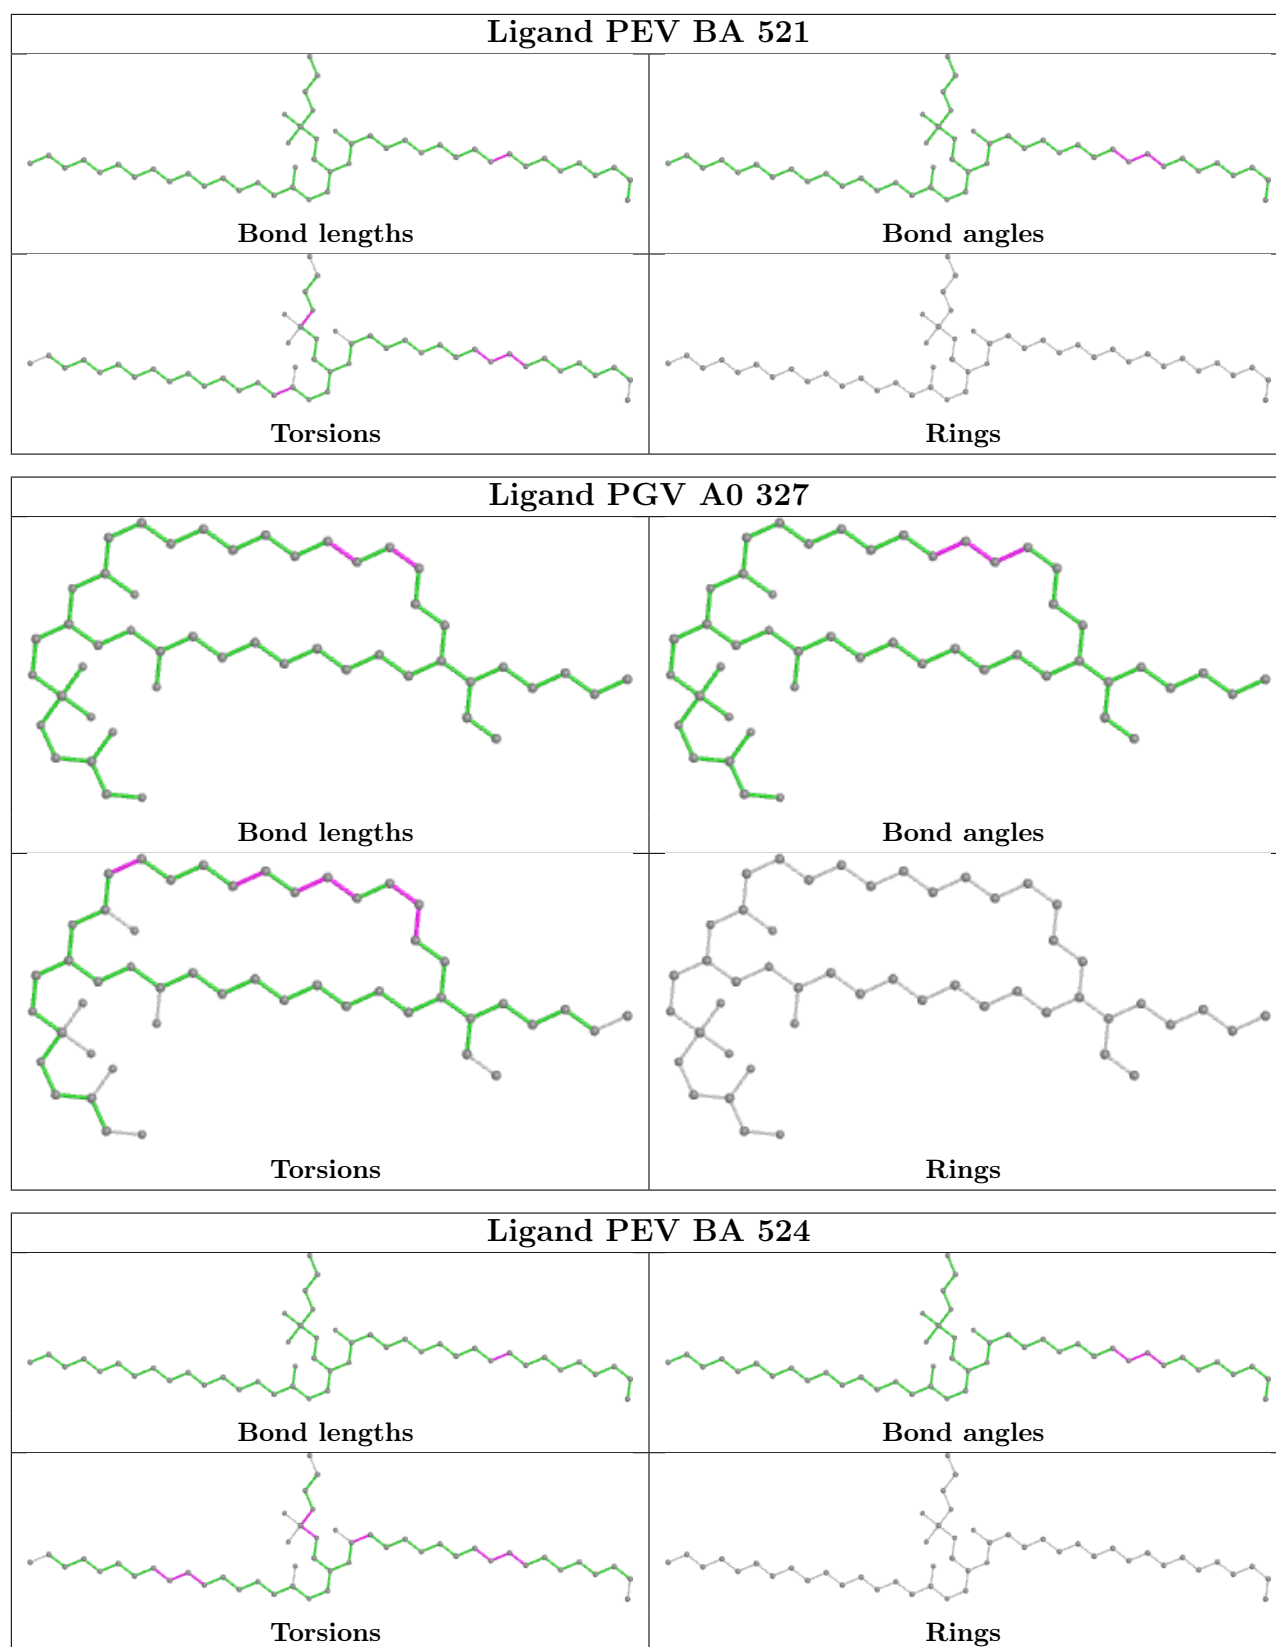 Ligand PEV BA 521
Bond lengths
Bond angles
Torsions
Rings
Ligand PGV A0 327
Bond lengths
Bond angles
Torsions
Rings
Ligand PEV BA 524
Bond lengths
Bond angles
Torsions
Rings